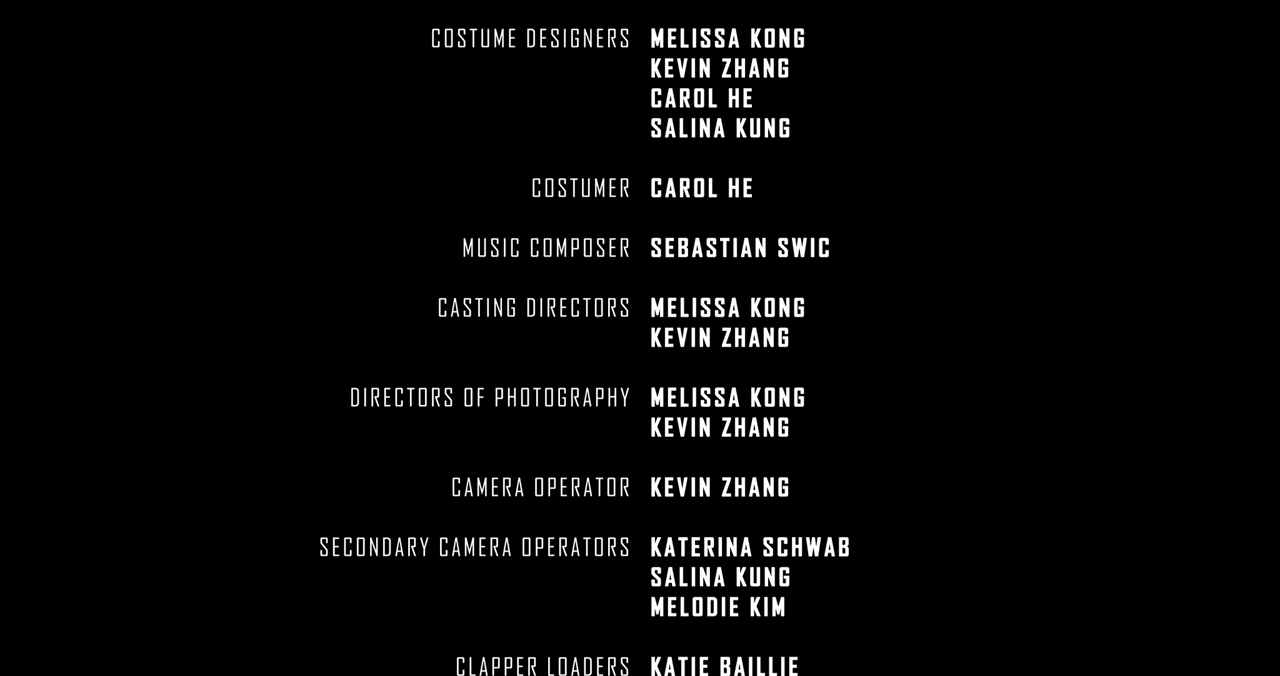 COSTUME DESIGNERS MELISSA KONG
KEVIN ZHANG
CAROL HE
SALINA KUNG
COSTUMER CAROL HE
MUSIC COMPOSER SEBASTIAN SWIC
CASTING DIRECTORS MELISSA KONG
KEVIN ZHANG
DIRECTORS OF PHOTOGRAPHY MELISSA KONG
KEVIN ZHANG
CAMERA OPERATOR KEVIN ZHANG
SECONDARY CAMERA OPERATORS KATERINA SCHWAB
SALINA KUNG
MELODIE KIM
CLAPPER LOADERS KATIE BAILLIE